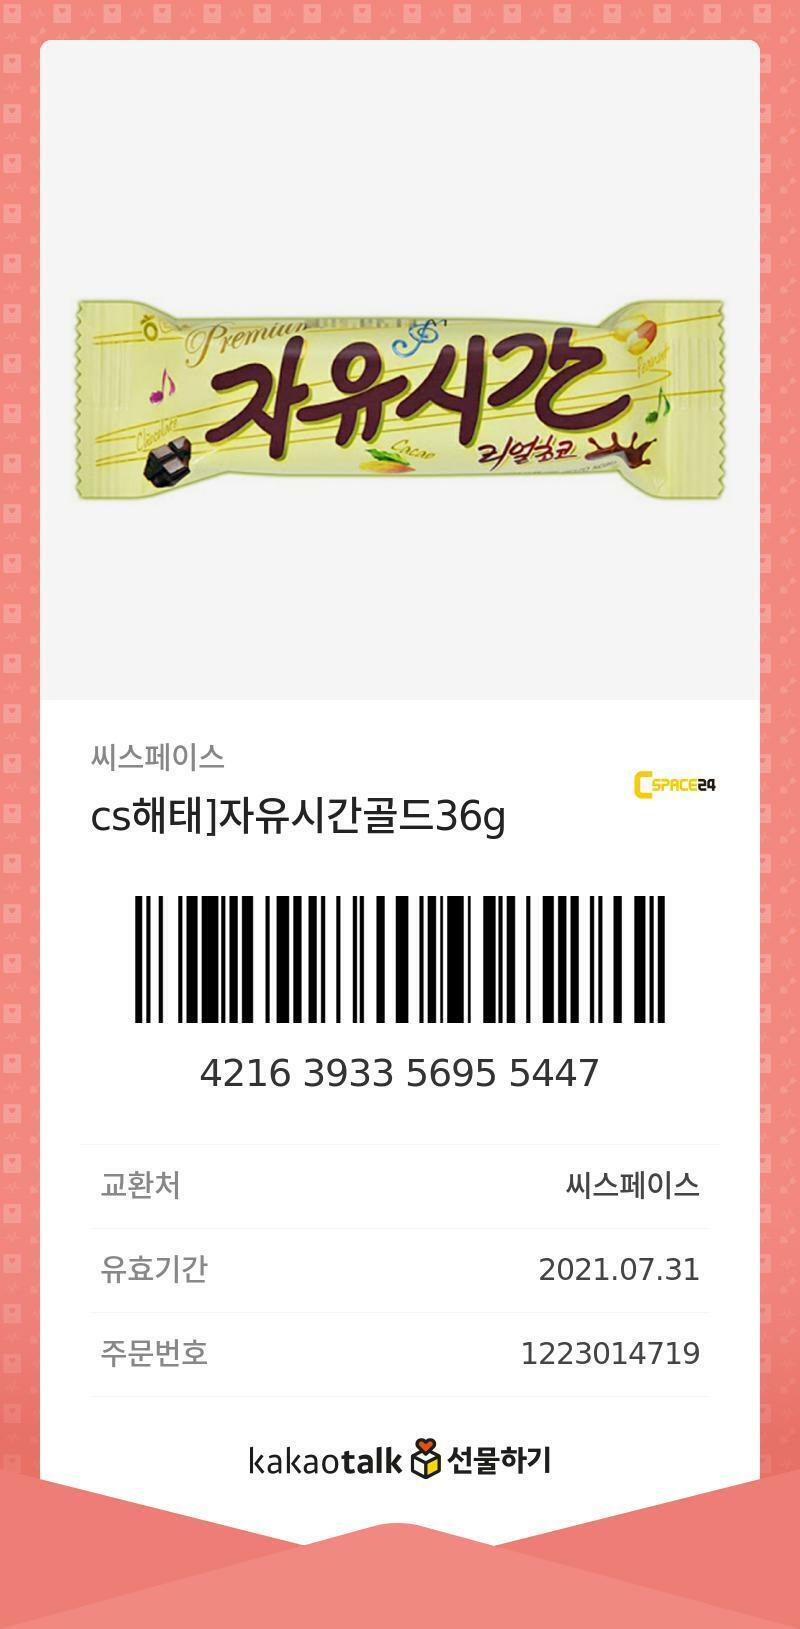 해
Premium
자유시간
Peanut
Chocolate
Cacao
리얼초코
씨스페이스
CSPACE24
cs해태]자유시간골드36g
4216 3933 5695 5447
교환처 씨스페이스
유효기간 2021.07.31
주문번호 1223014719
kakaotalk 선물하기